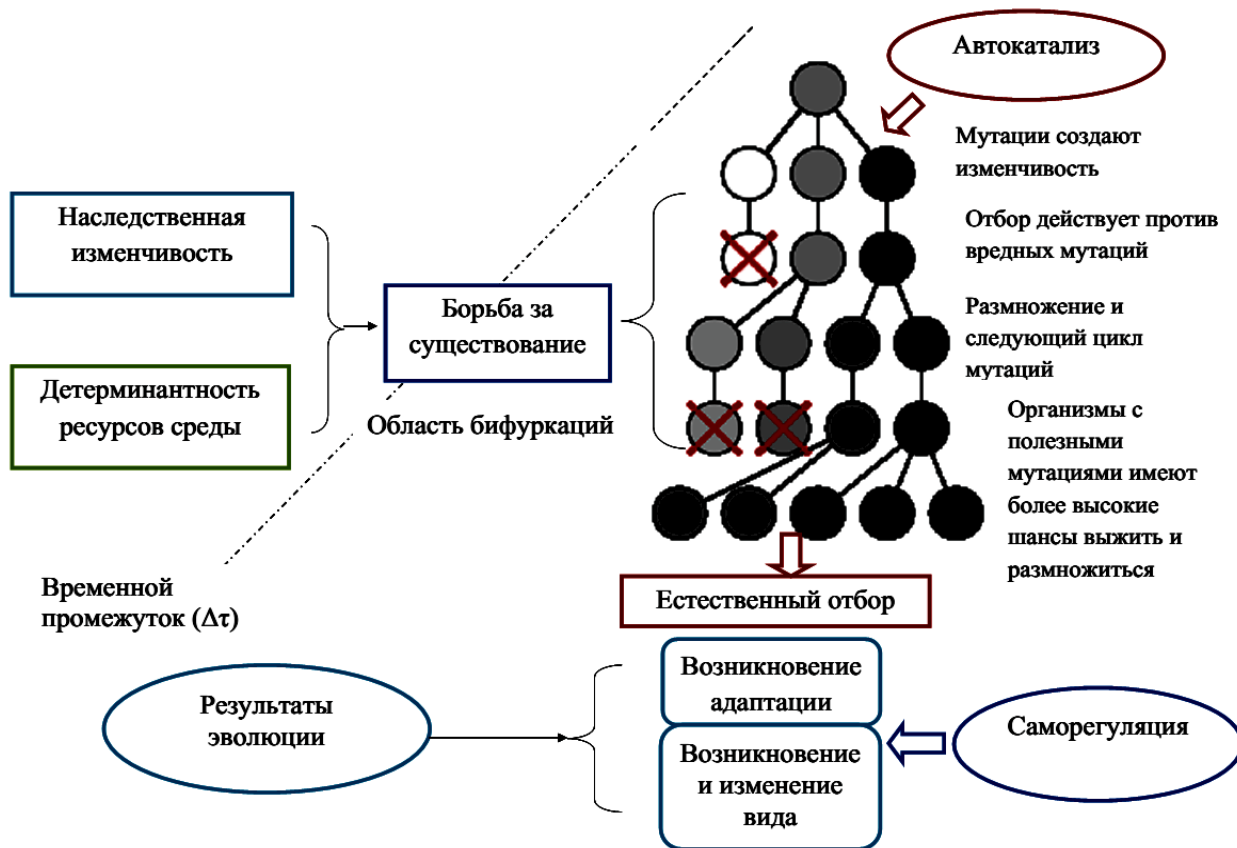 Автокатализ
Мутации создают
изменчивость
Наследственная
изменчивость
Отбор действует против
вредных мутаций
Борьба за
существование
Размножение и
следующий цикл
мутаций
Детерминантность
ресурсов среды
Область бифуркаций
Организмы с
полезными
мутациями имеют
более высокие
шансы выжить и
размножиться
Временной
промежуток (Δτ)
Естественный отбор
Возникновение
адаптации
Результаты
эволюции
Саморегуляция
Возникновение
и изменение
вида